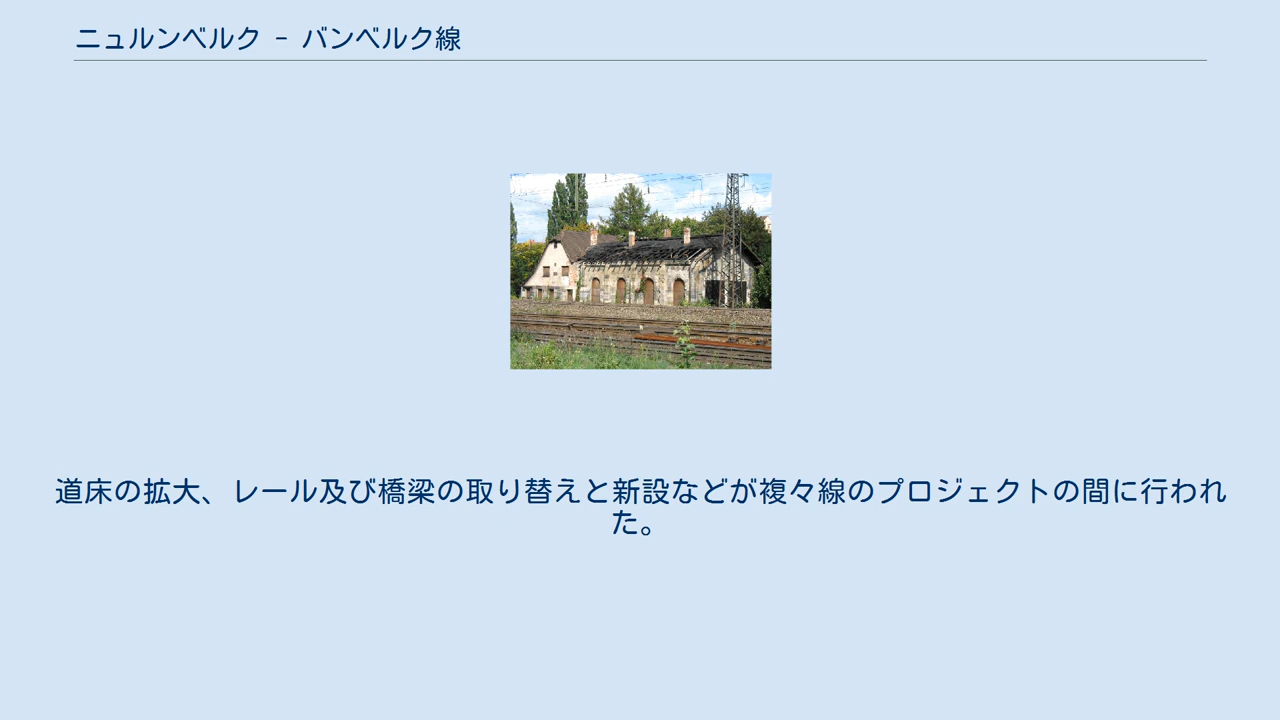 ニュルンベルク - バンベルク線
道床の拡大、レール及び橋梁の取り替えと新設などが複々線のプロジェクトの間に行われ
た。